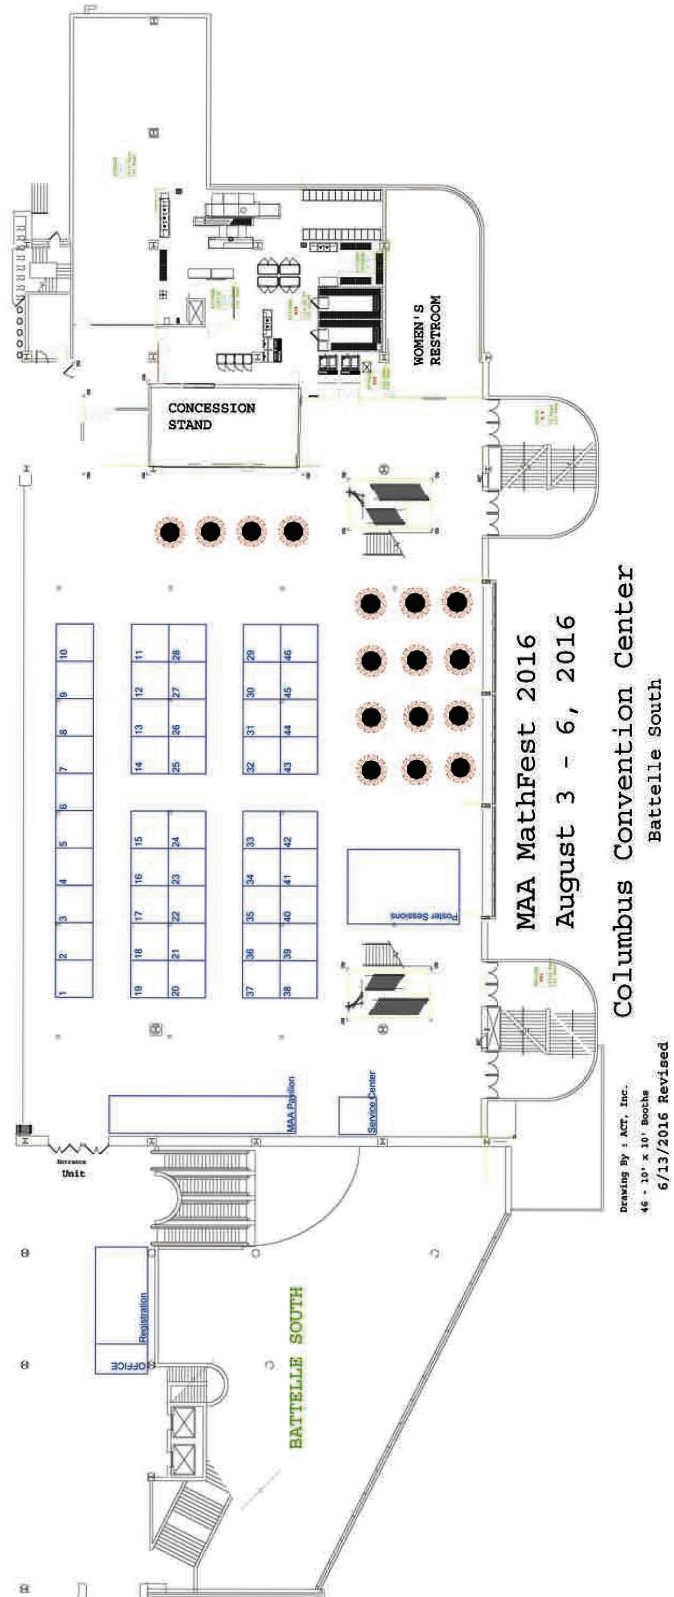 CONCESSION
STAND
WOMEN'S
RESTROOM
10
9
8
7
6
5
4
3
2
1
11
12
13
14
15
16
17
18
19
28
27
26
25
24
23
22
21
20
29
30
31
32
33
34
35
36
37
46
45
44
43
42
41
40
39
38
Poster Sessions
MAA Pavilion
Service Center
Entrance
Unit
Registration
OFFICE
BATTELLE SOUTH
MAA MathFest 2016
August 3 - 6, 2016
Columbus Convention Center
Battelle South
Drawing By : ACT, Inc.
46 - 10' x 10' Booths
6/13/2016 Revised